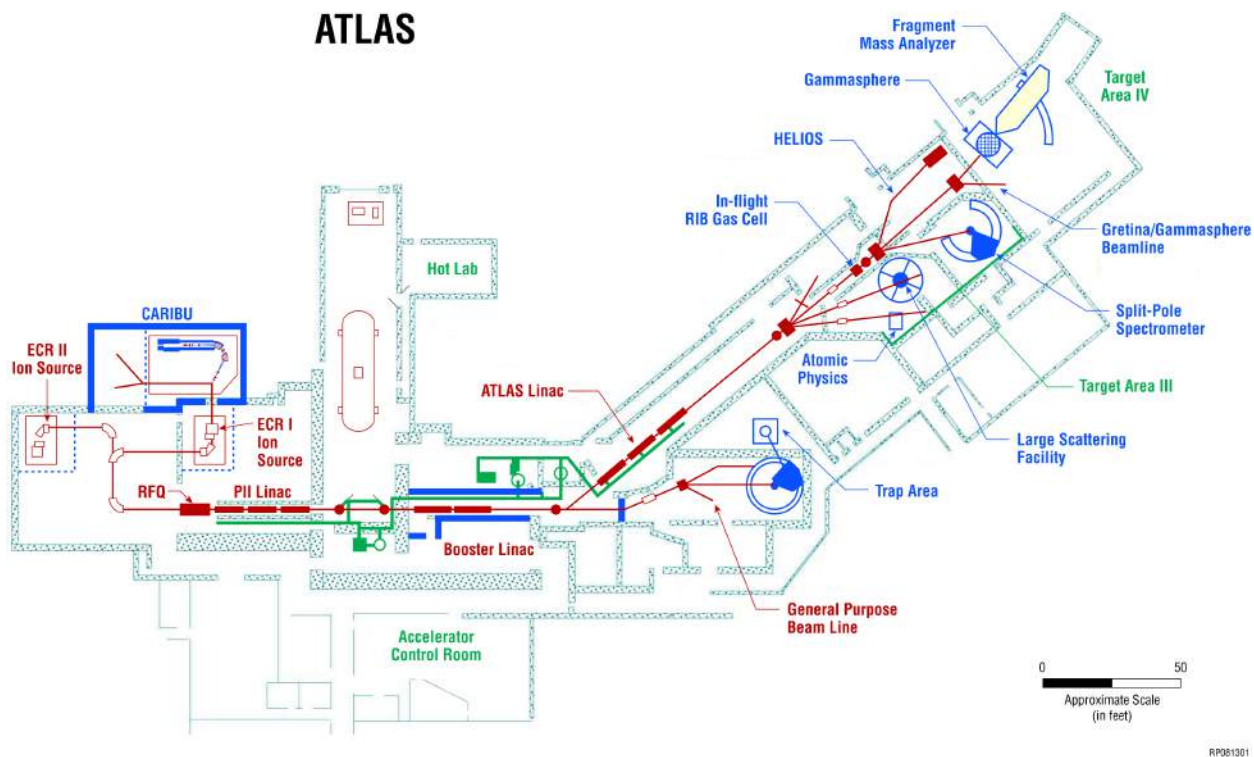 ATLAS
Fragment
Mass Analyzer
Gammasphere
Target
Area IV
HELIOS
In-flight
RIB Gas Cell
Gretina/Gammasphere
Beamline
Hot Lab
CARIBU
Split-Pole
Spectrometer
ECR II
Ion Source
Atomic
Physics
Target Area III
ATLAS Linac
ECR I
Ion
Source
Large Scattering
Facility
RFQ
PII Linac
Trap Area
Booster Linac
General Purpose
Beam Line
Accelerator
Control Room
0 50
Approximate Scale
(in feet)
RP081301